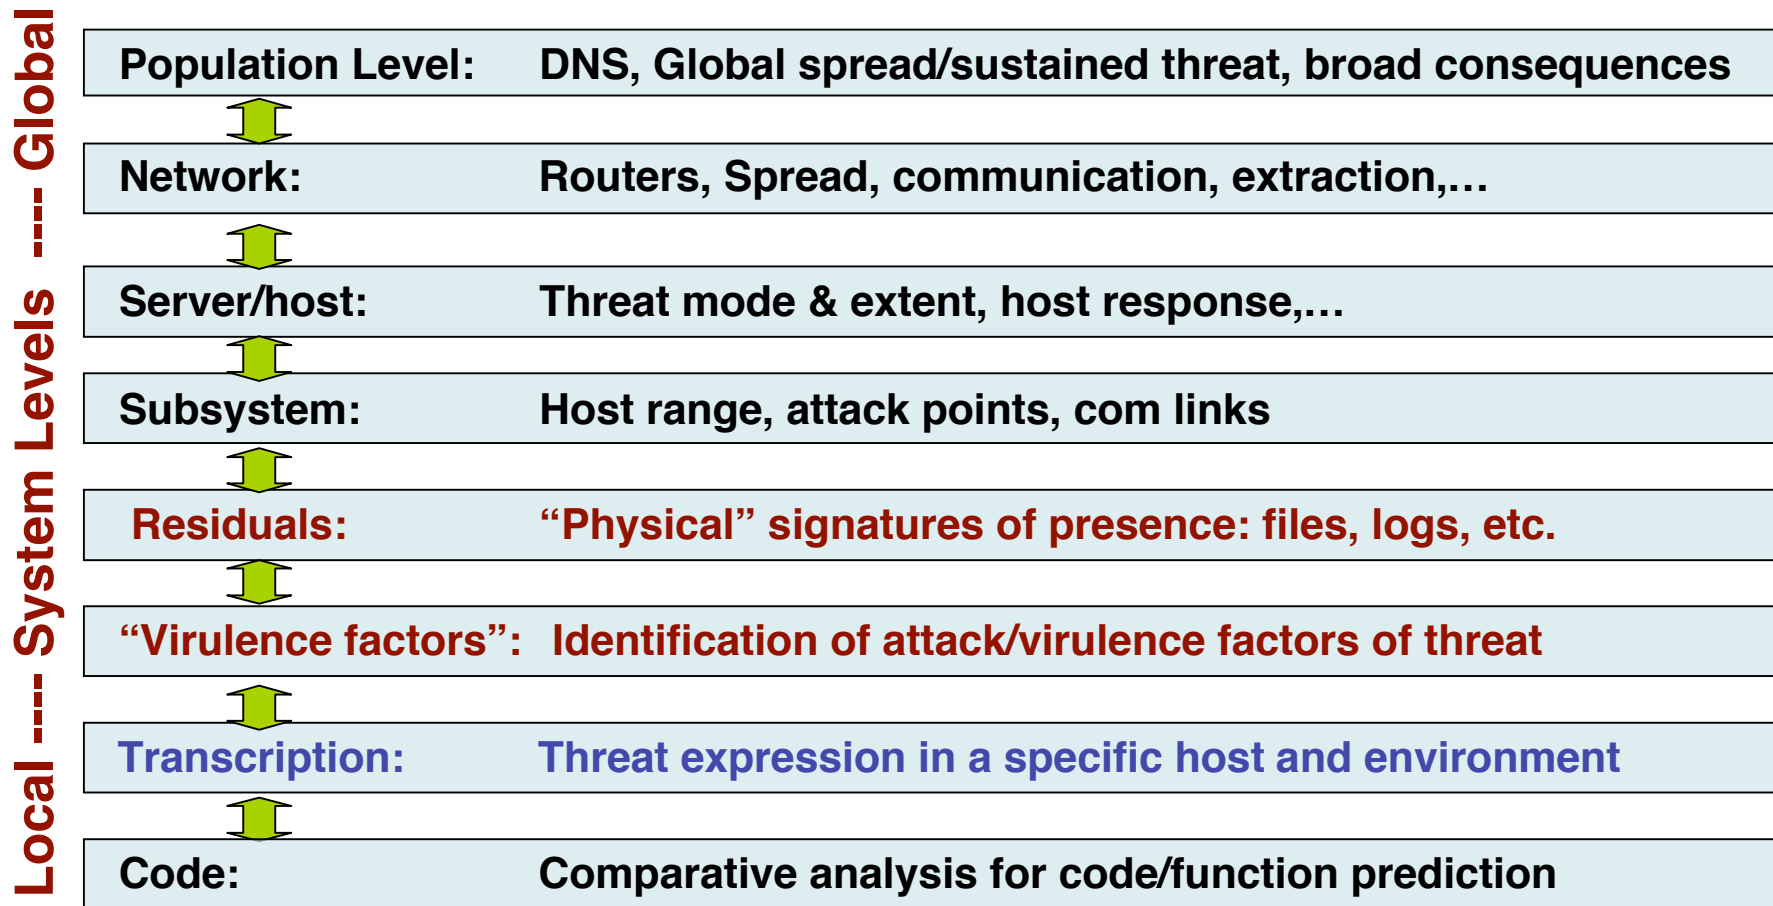 Local ---- System Levels ---- Global
Population Level: DNS, Global spread/sustained threat, broad consequences
Network: Routers, Spread, communication, extraction,…
Server/host: Threat mode & extent, host response,…
Subsystem: Host range, attack points, com links
Residuals: “Physical” signatures of presence: files, logs, etc.
“Virulence factors”: Identification of attack/virulence factors of threat
Transcription: Threat expression in a specific host and environment
Code: Comparative analysis for code/function prediction